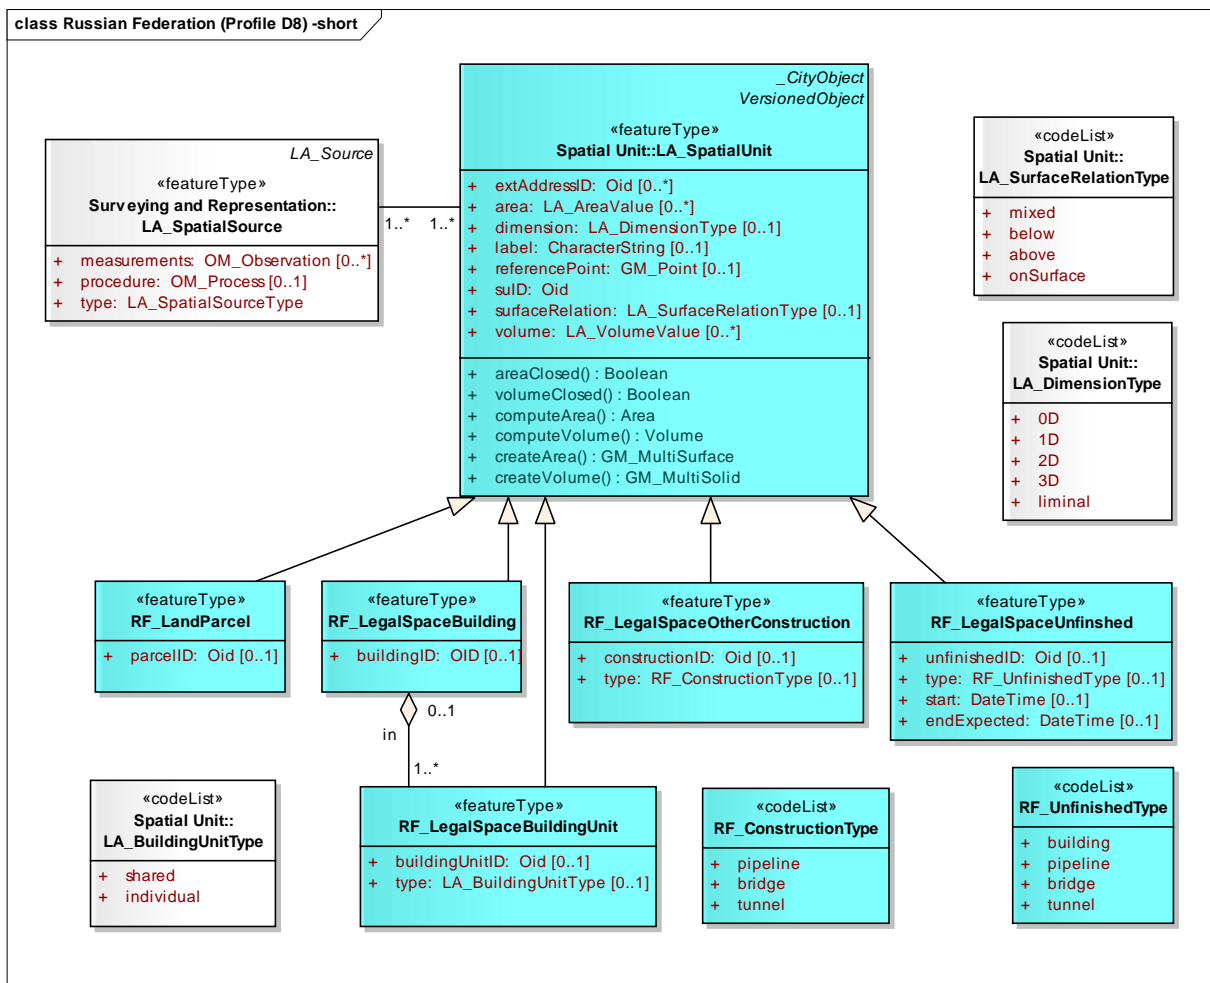 class Russian Federation (Profile D8) -short
_CityObject
VersionedObject
«featureType»
Spatial Unit::LA_SpatialUnit
+ extAddressID: Oid [0..*]
+ area: LA_AreaValue [0..*]
+ dimension: LA_DimensionType [0..1]
+ label: CharacterString [0..1]
+ referencePoint: GM_Point [0..1]
+ suID: Oid
+ surfaceRelation: LA_SurfaceRelationType [0..1]
+ volume: LA_VolumeValue [0..*]
+ areaClosed() : Boolean
+ volumeClosed() : Boolean
+ computeArea() : Area
+ computeVolume() : Volume
+ createArea() : GM_MultiSurface
+ createVolume() : GM_MultiSolid
LA_Source
«featureType»
Surveying and Representation::
LA_SpatialSource
+ measurements: OM_Observation [0..*]
+ procedure: OM_Process [0..1]
+ type: LA_SpatialSourceType
1..* 1..*
«codeList»
Spatial Unit::
LA_SurfaceRelationType
+ mixed
+ below
+ above
+ onSurface
«codeList»
Spatial Unit::
LA_DimensionType
+ 0D
+ 1D
+ 2D
+ 3D
+ liminal
«featureType»
RF_LandParcel
+ parcelID: Oid [0..1]
«featureType»
RF_LegalSpaceBuilding
+ buildingID: OID [0..1]
«featureType»
RF_LegalSpaceOtherConstruction
+ constructionID: Oid [0..1]
+ type: RF_ConstructionType [0..1]
«featureType»
RF_LegalSpaceUnfinshed
+ unfinishedID: Oid [0..1]
+ type: RF_UnfinishedType [0..1]
+ start: DateTime [0..1]
+ endExpected: DateTime [0..1]
0..1
in
1..*
«codeList»
Spatial Unit::
LA_BuildingUnitType
+ shared
+ individual
«featureType»
RF_LegalSpaceBuildingUnit
+ buildingUnitID: Oid [0..1]
+ type: LA_BuildingUnitType [0..1]
«codeList»
RF_ConstructionType
+ pipeline
+ bridge
+ tunnel
«codeList»
RF_UnfinishedType
+ building
+ pipeline
+ bridge
+ tunnel